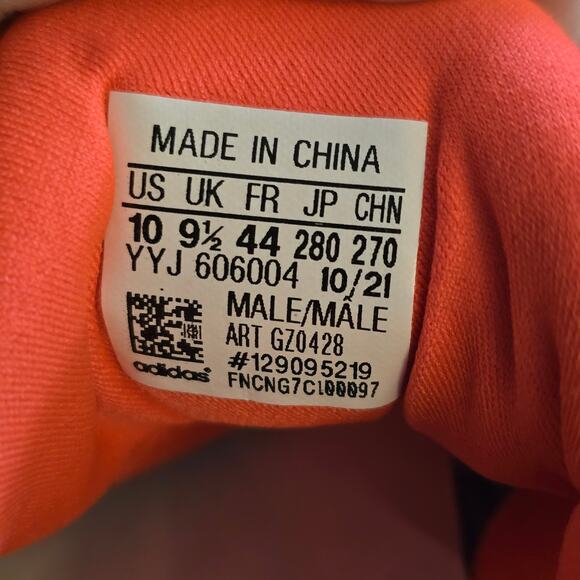 MADE IN CHINA
US UK FR JP CHN
10 9½ 44 280 270
YYJ 606004 10/21
MALE/MÂLE
ART GZ0428
#129095219
adidas FNCNG7C100097